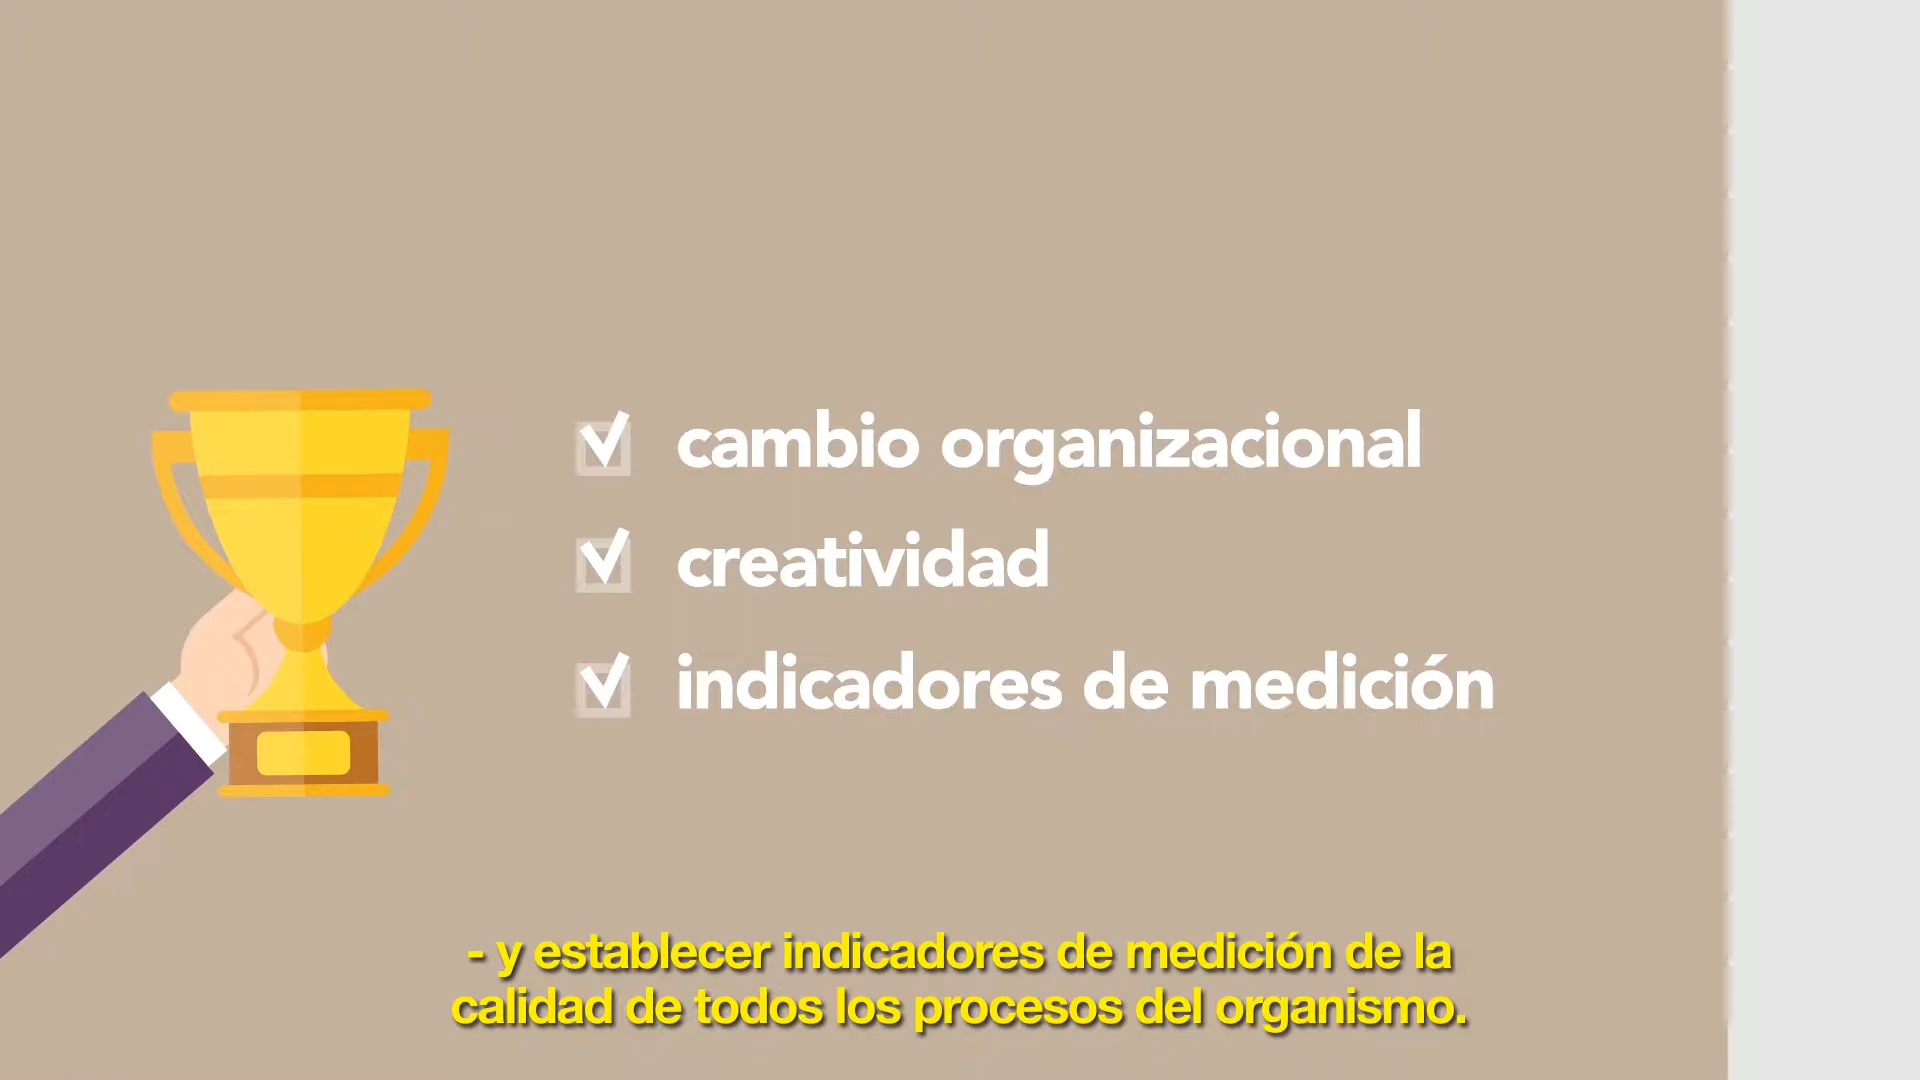 cambio organizacional
creatividad
indicadores de medición
- y establecer indicadores de medición de la
calidad de todos los procesos del organismo.